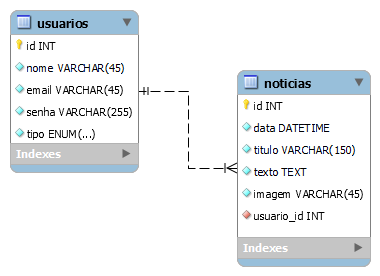 usuarios
id INT
nome VARCHAR(45)
email VARCHAR(45)
senha VARCHAR(255)
tipo ENUM(...)
Indexes
noticias
id INT
data DATETIME
titulo VARCHAR(150)
texto TEXT
imagem VARCHAR(45)
usuario_id INT
Indexes